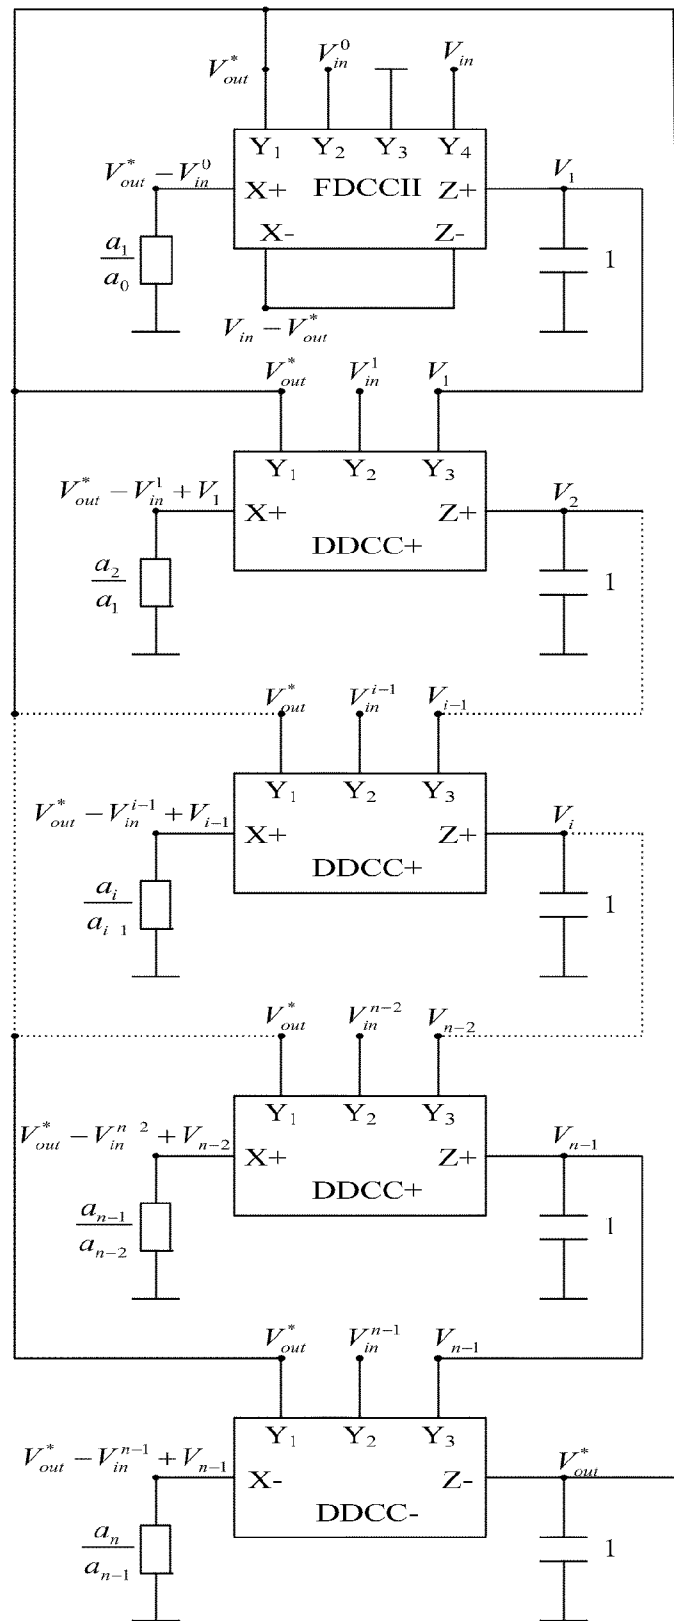 V*out V⁰in Vin
Y₁ Y₂ Y₃ Y₄
V*out − V⁰in V₁
X+ FDCCII Z+
X- Z-
a₁/a₀ 1
Vin − V*out
V*out V¹in V₁
Y₁ Y₂ Y₃
V*out − V¹in + V₁ V₂
X+ Z+
DDCC+
a₂/a₁ 1
V*out Vⁱ⁻¹in Vi−1
Y₁ Y₂ Y₃
V*out − Vⁱ⁻¹in + Vi−1 Vi
X+ Z+
DDCC+
ai/ai 1 1
V*out Vⁿ⁻²in Vn−2
Y₁ Y₂ Y₃
V*out − Vⁿ ²in + Vn−2 Vn−1
X+ Z+
DDCC+
an−1/an−2 1
V*out Vⁿ⁻¹in Vn−1
Y₁ Y₂ Y₃
V*out − Vⁿ⁻¹in + Vn−1 V*out
X- Z-
DDCC-
an/an−1 1